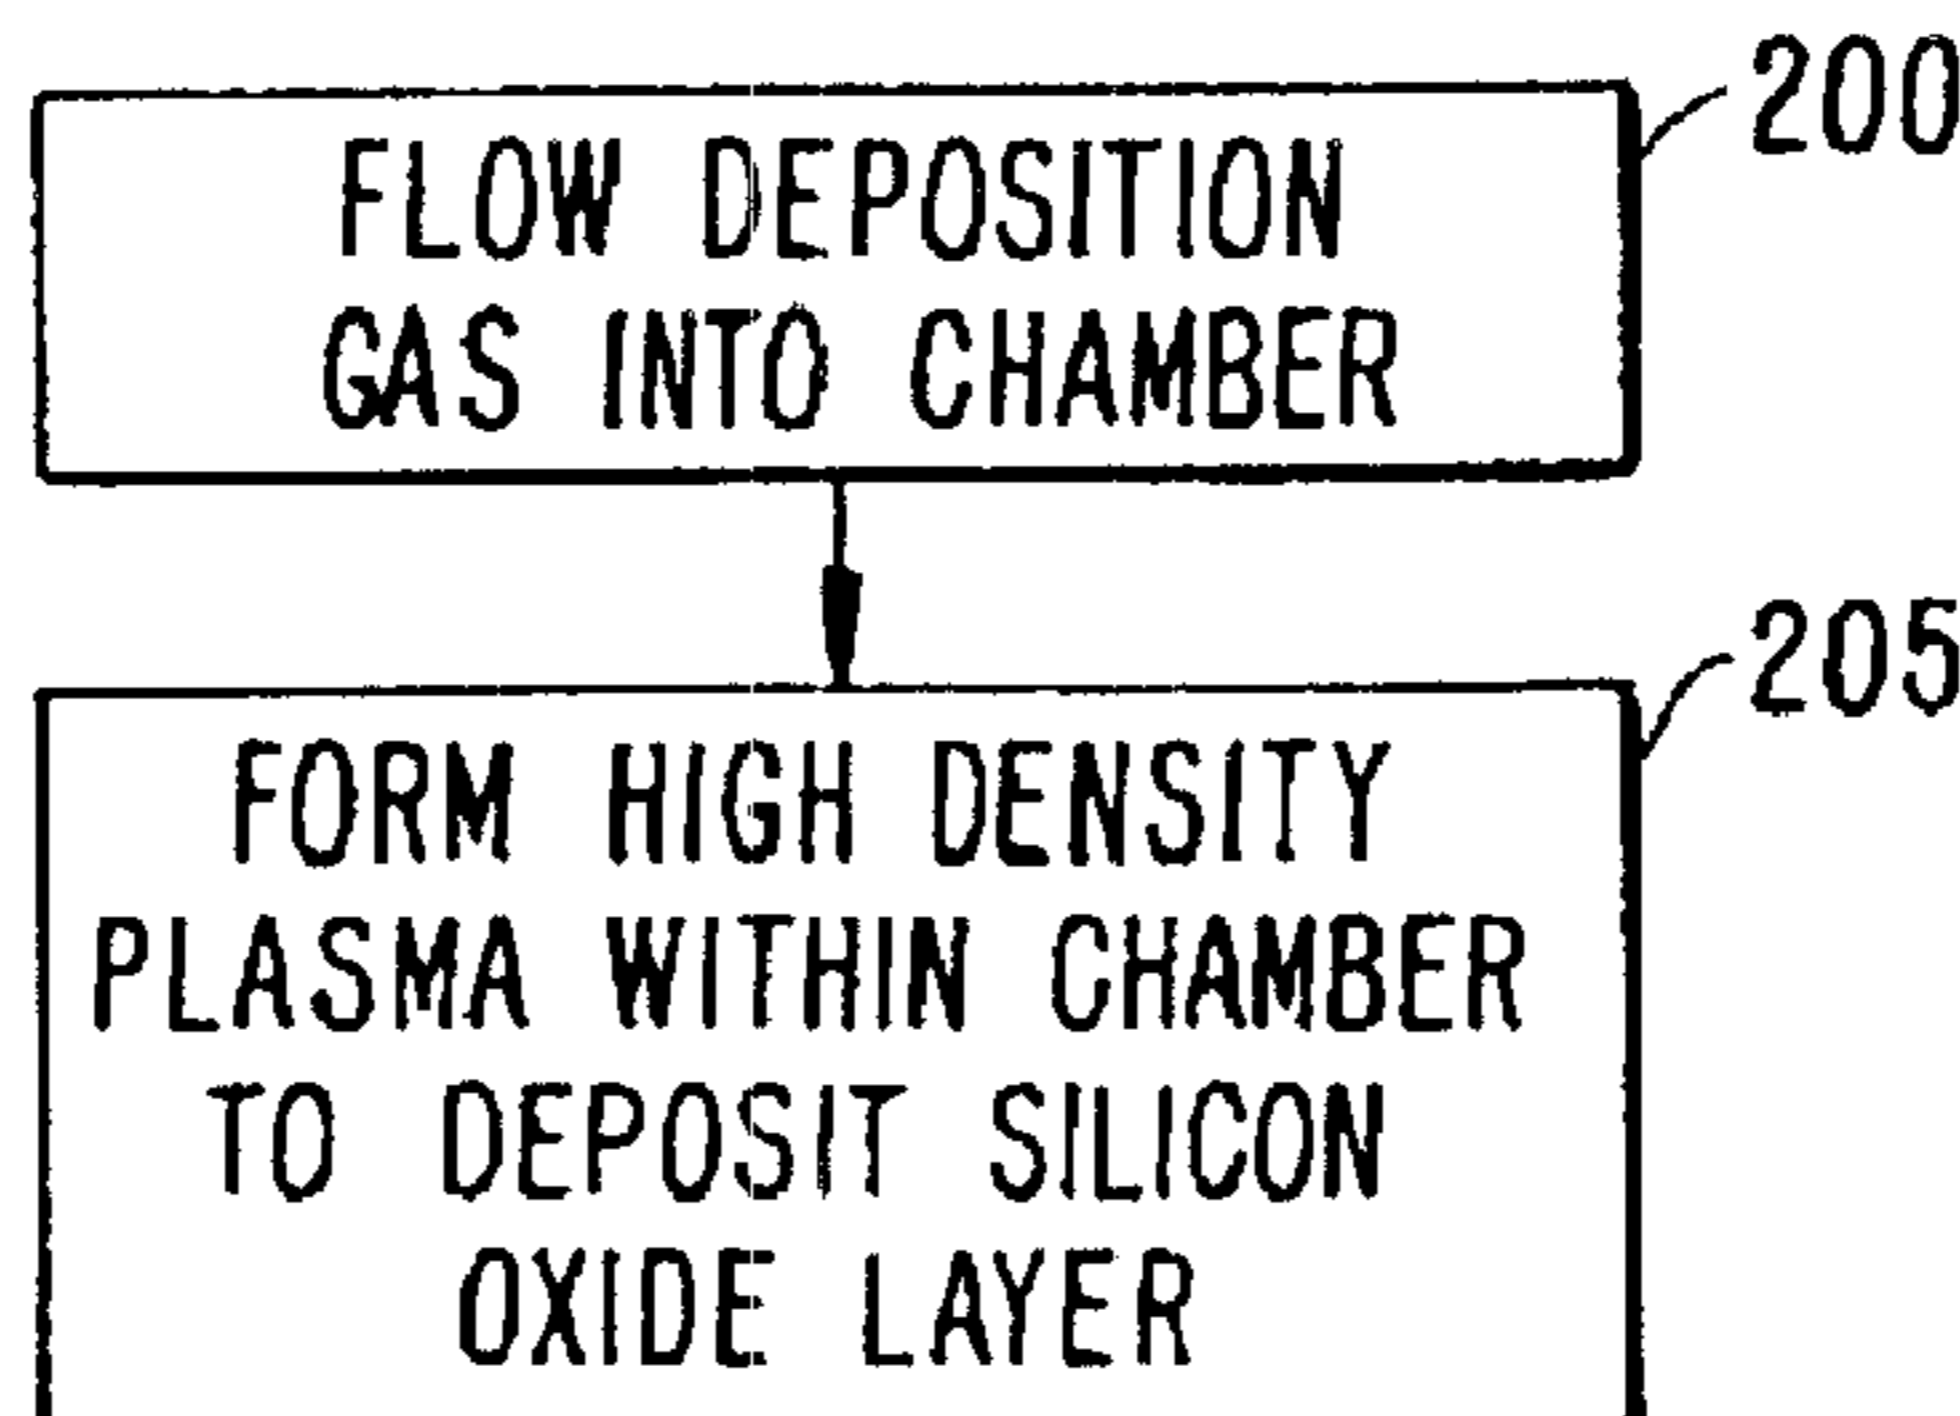 200
FLOW DEPOSITION
GAS INTO CHAMBER
205
FORM HIGH DENSITY
PLASMA WITHIN CHAMBER
TO DEPOSIT SILICON
OXIDE LAYER